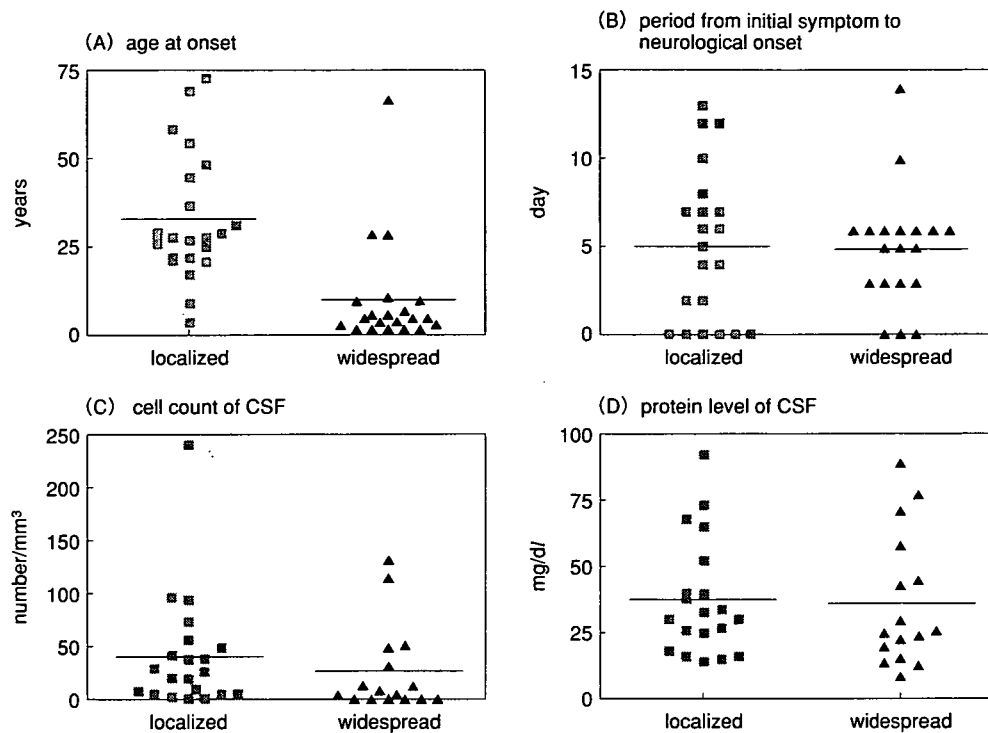 (A) age at onset
75
50
25
0
years
localized
widespread
(B) period from initial symptom to
neurological onset
15
10
5
0
day
localized
widespread
(C) cell count of CSF
250
200
150
100
50
0
number/mm³
localized
widespread
(D) protein level of CSF
100
75
50
25
0
mg/dl
localized
widespread